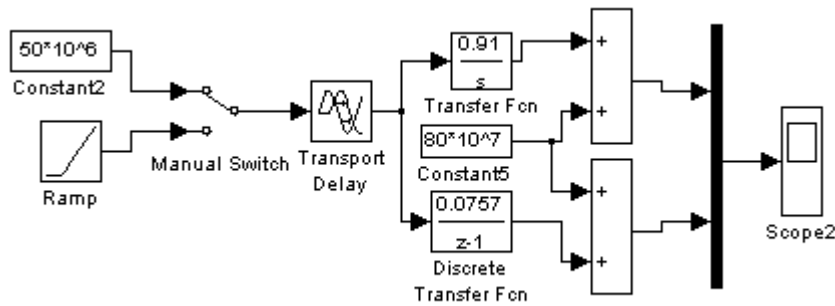 50*10^6
Constant2
Ramp
Manual Switch
Transport
Delay
0.91
s
Transfer Fcn
80*10^7
Constant5
0.0757
z-1
Discrete
Transfer Fcn
+
+
+
+
Scope2